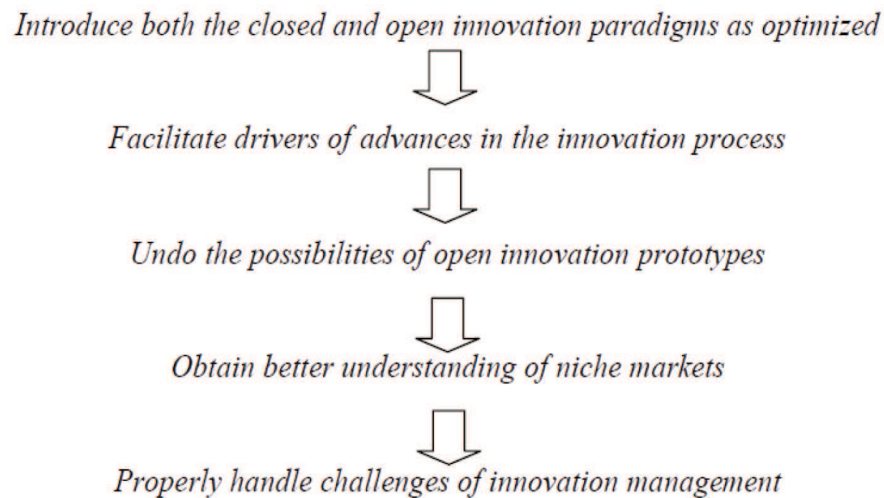 Introduce both the closed and open innovation paradigms as optimized
Facilitate drivers of advances in the innovation process
Undo the possibilities of open innovation prototypes
Obtain better understanding of niche markets
Properly handle challenges of innovation management